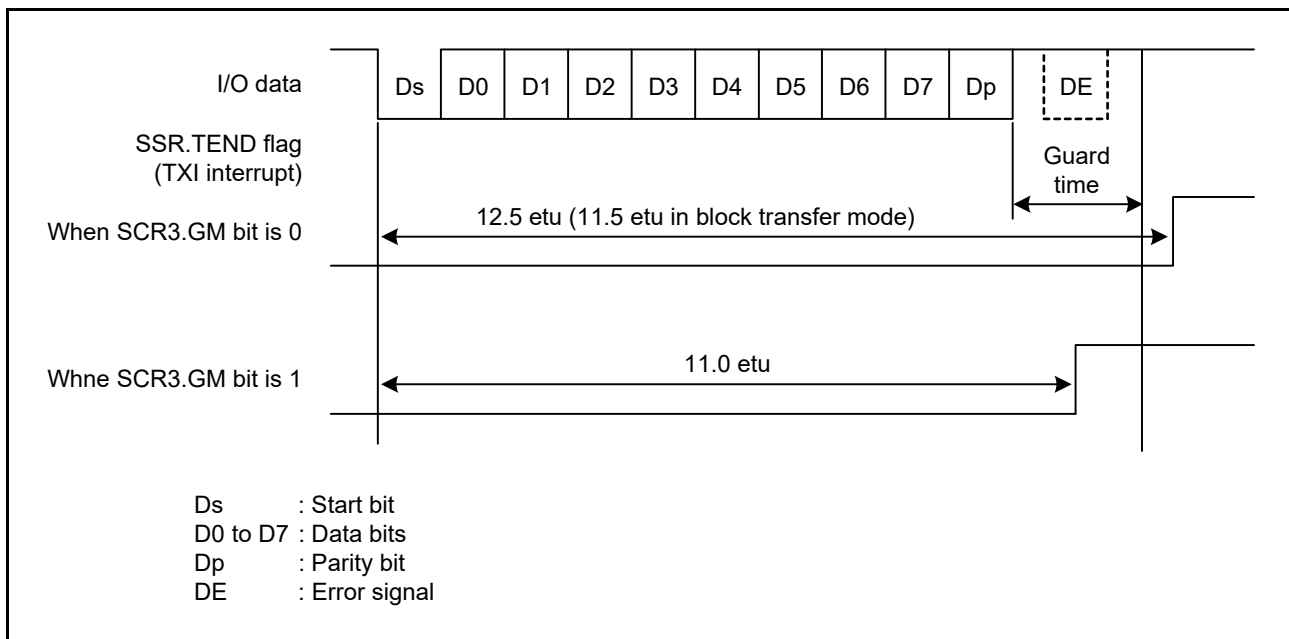 I/O data
Ds D0 D1 D2 D3 D4 D5 D6 D7 Dp DE
SSR.TEND flag
(TXI interrupt)
Guard
time
When SCR3.GM bit is 0
12.5 etu (11.5 etu in block transfer mode)
Whne SCR3.GM bit is 1
11.0 etu
Ds : Start bit
D0 to D7 : Data bits
Dp : Parity bit
DE : Error signal